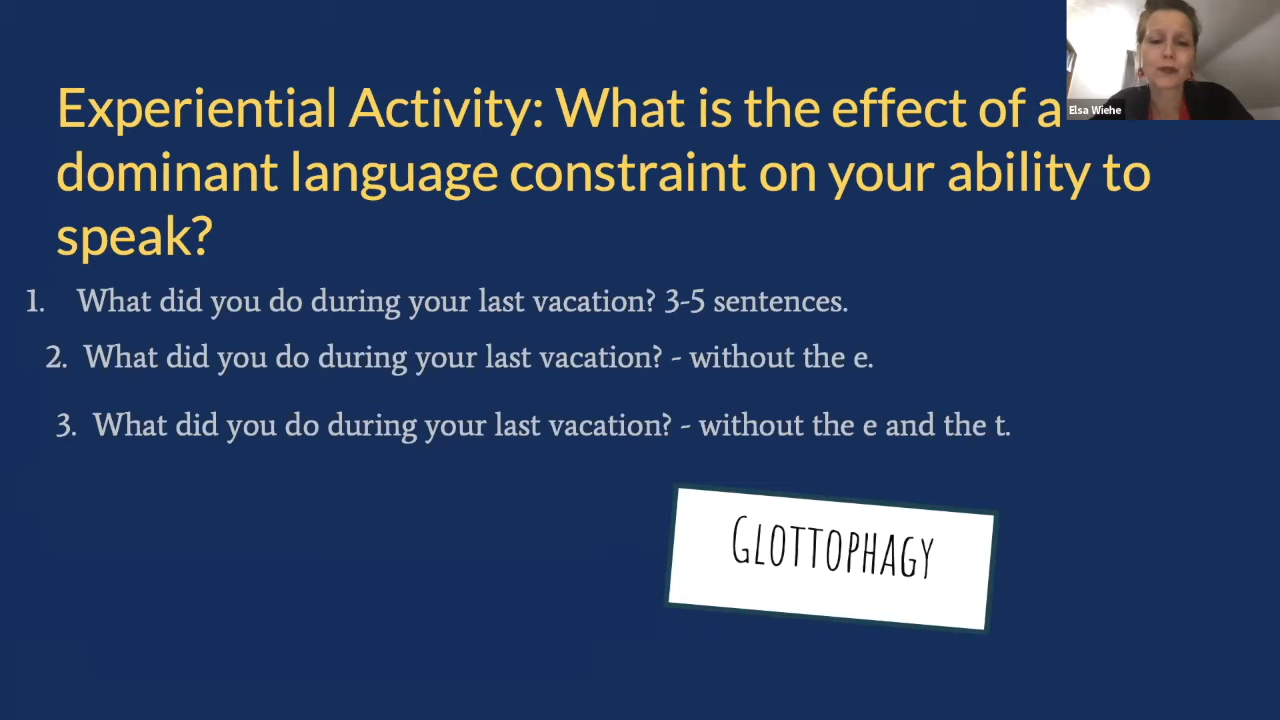 Experiential Activity: What is the effect of a
dominant language constraint on your ability to
speak?
Elsa Wiehe
1. What did you do during your last vacation? 3-5 sentences.
2. What did you do during your last vacation? - without the e.
3. What did you do during your last vacation? - without the e and the t.
GLOTTOPHAGY